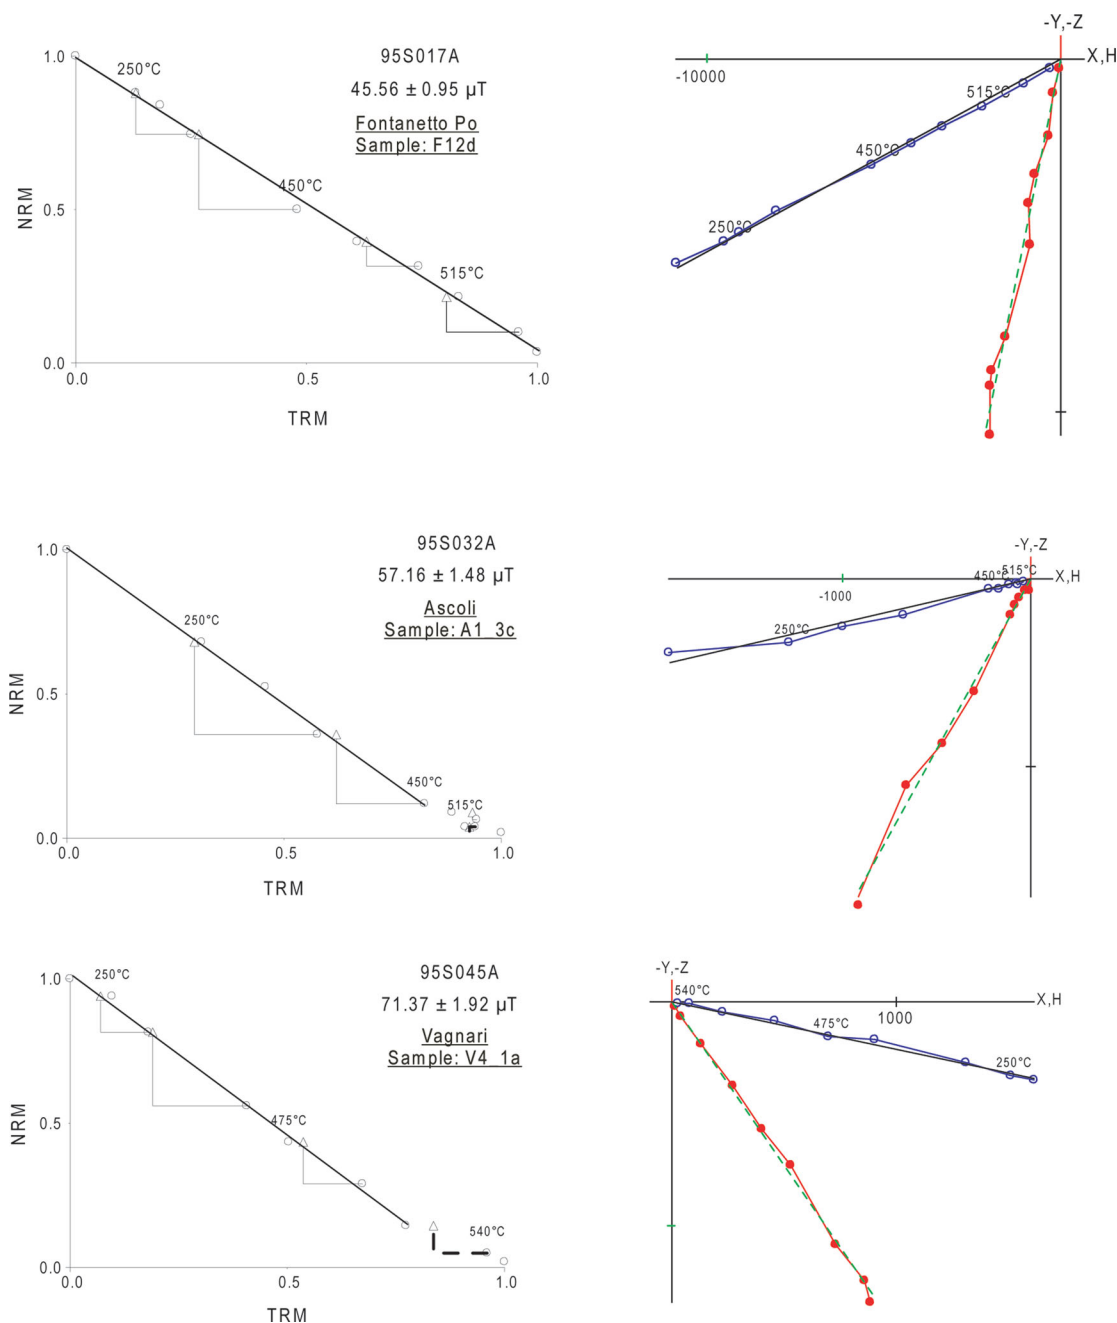 95S017A
45.56 ± 0.95 µT
Fontanetto Po
Sample: F12d
1.0
250°C
450°C
0.5
515°C
0.0
0.0
0.5
1.0
NRM
TRM
-Y,-Z
X,H
-10000
515°C
450°C
250°C
95S032A
57.16 ± 1.48 µT
Ascoli
Sample: A1_3c
1.0
250°C
0.5
450°C
515°C
0.0
0.0
0.5
1.0
NRM
TRM
-Y,-Z
X,H
-1000
515°C
450°C
250°C
95S045A
71.37 ± 1.92 µT
Vagnari
Sample: V4_1a
1.0
250°C
0.5
475°C
540°C
0.0
0.0
0.5
1.0
NRM
TRM
-Y,-Z
X,H
540°C
475°C
1000
250°C